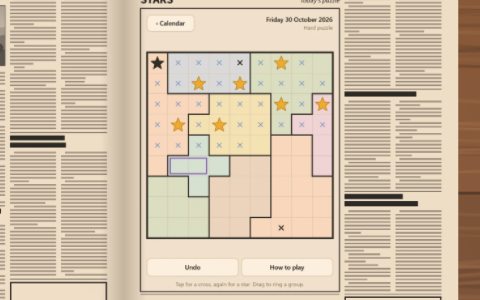 STARS
Today's puzzle
‹ Calendar
Friday 30 October 2026
Hard puzzle
Undo
How to play
Tap for a cross, again for a star · Drag to ring a group